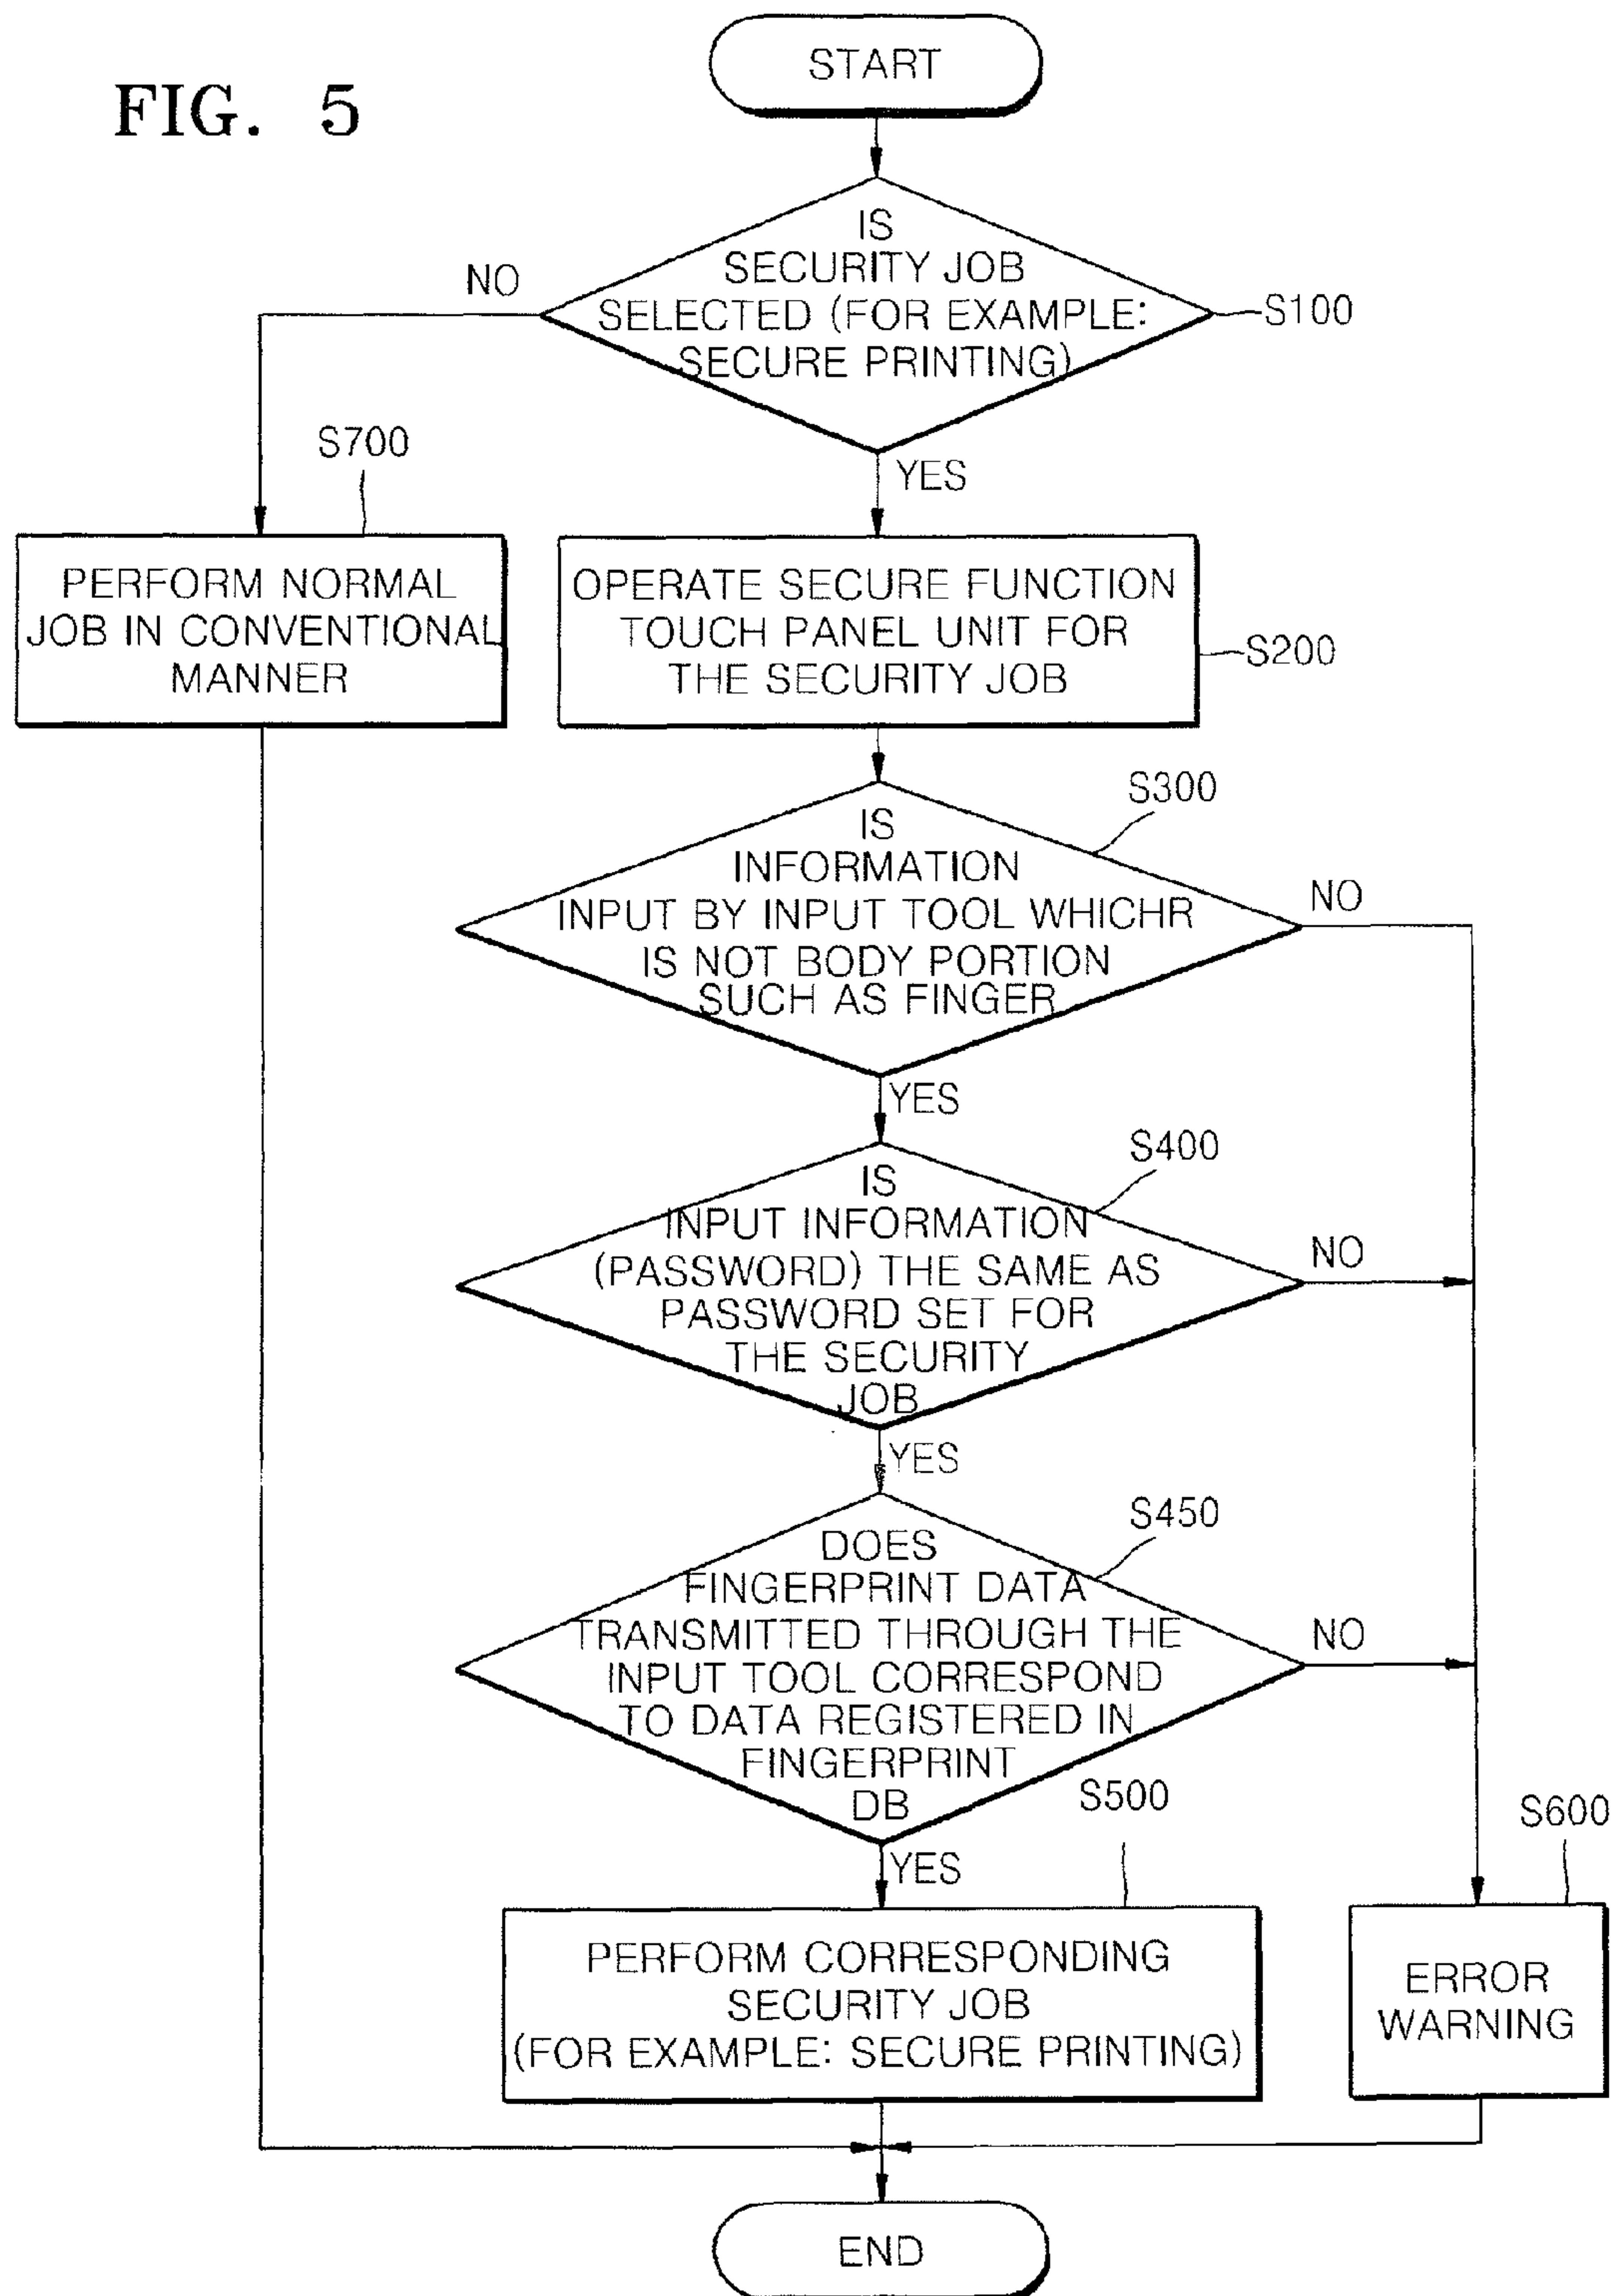 FIG. 5
START
IS
SECURITY JOB
SELECTED (FOR EXAMPLE:
SECURE PRINTING)
S100
NO
YES
S700
PERFORM NORMAL
JOB IN CONVENTIONAL
MANNER
OPERATE SECURE FUNCTION
TOUCH PANEL UNIT FOR
THE SECURITY JOB
S200
S300
IS
INFORMATION
INPUT BY INPUT TOOL WHICHR
IS NOT BODY PORTION
SUCH AS FINGER
NO
YES
S400
IS
INPUT INFORMATION
(PASSWORD) THE SAME AS
PASSWORD SET FOR
THE SECURITY
JOB
NO
YES
S450
DOES
FINGERPRINT DATA
TRANSMITTED THROUGH THE
INPUT TOOL CORRESPOND
TO DATA REGISTERED IN
FINGERPRINT
DB
NO
YES
S500
PERFORM CORRESPONDING
SECURITY JOB
(FOR EXAMPLE: SECURE PRINTING)
S600
ERROR
WARNING
END